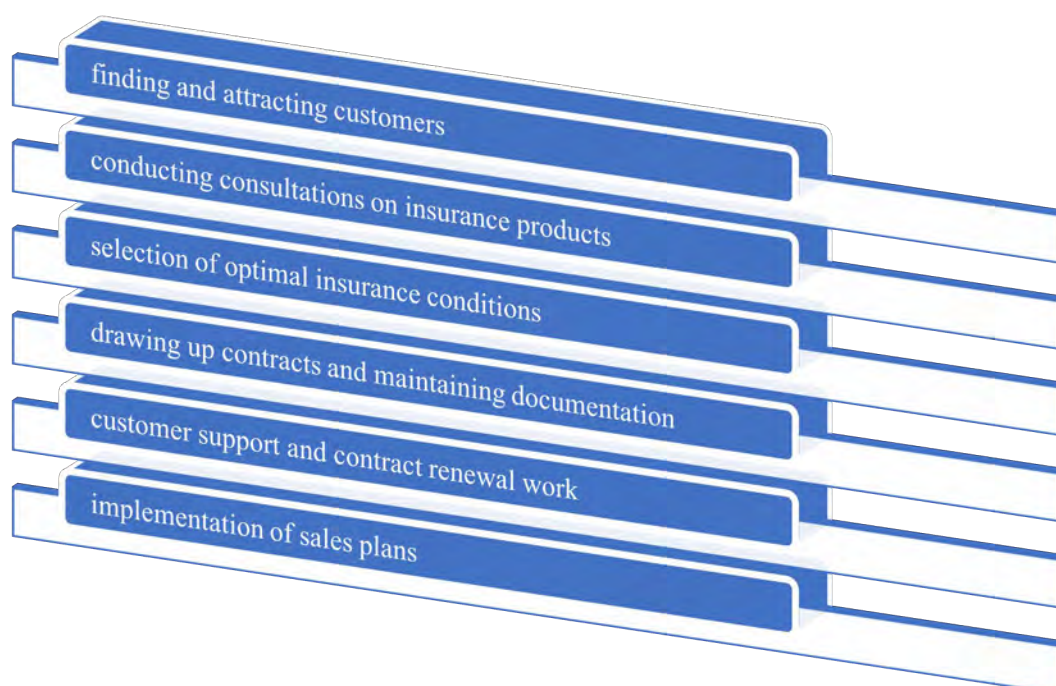 finding and attracting customers
conducting consultations on insurance products
selection of optimal insurance conditions
drawing up contracts and maintaining documentation
customer support and contract renewal work
implementation of sales plans